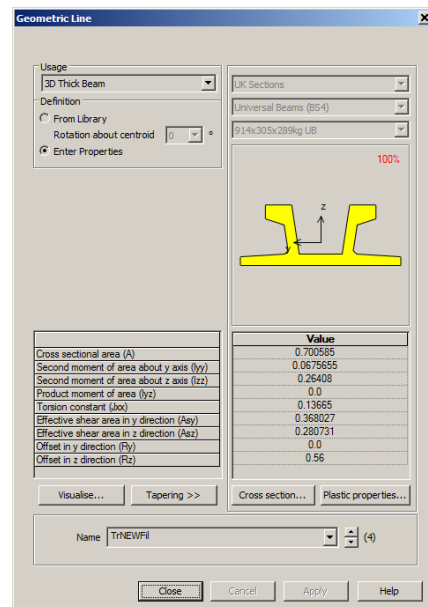 Geometric Line
Usage
3D Thick Beam
Definition
From Library
Rotation about centroid 0 °
Enter Properties
UK Sections
Universal Beams (BS4)
914x305x289kg UB
100%
z
y
Value
Cross sectional area (A) 0.700585
Second moment of area about y axis (Iyy) 0.0675655
Second moment of area about z axis (Izz) 0.26408
Product moment of area (Iyz) 0.0
Torsion constant (Jxx) 0.13665
Effective shear area in y direction (Asy) 0.368027
Effective shear area in z direction (Asz) 0.280731
Offset in y direction (Ry) 0.0
Offset in z direction (Rz) 0.56
Visualise... Tapering >> Cross section... Plastic properties...
Name TrNEWFil (4)
Close Cancel Apply Help